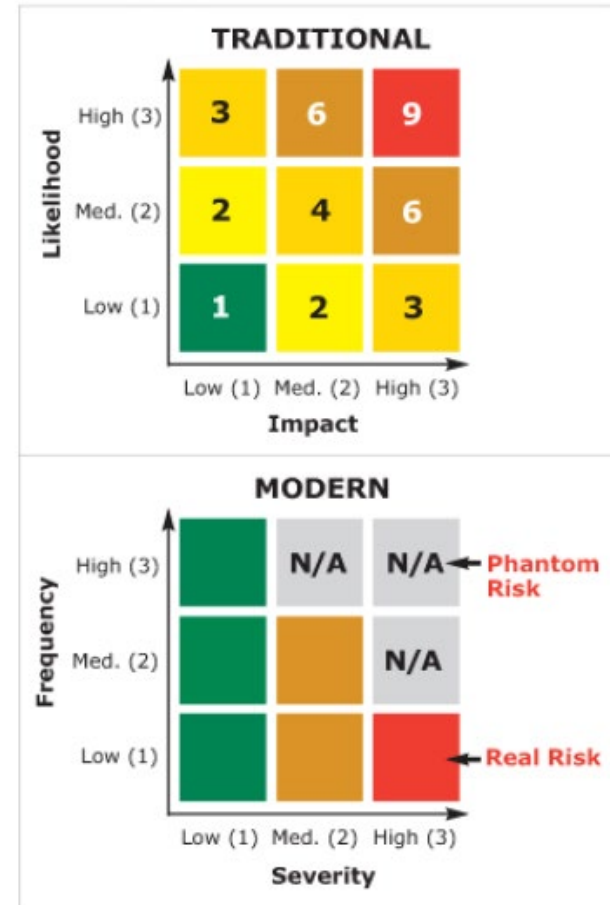 TRADITIONAL
Likelihood
High (3)
3
6
9
Med. (2)
2
4
6
Low (1)
1
2
3
Low (1) Med. (2) High (3)
Impact
MODERN
Frequency
High (3)
N/A
N/A
Phantom
Risk
Med. (2)
N/A
Low (1)
Real Risk
Low (1) Med. (2) High (3)
Severity